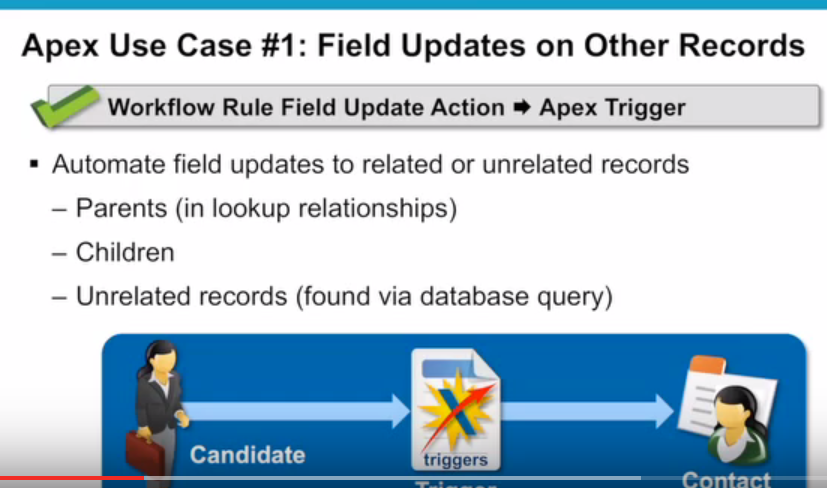 Apex Use Case #1: Field Updates on Other Records
Workflow Rule Field Update Action ➡ Apex Trigger
▪ Automate field updates to related or unrelated records
– Parents (in lookup relationships)
– Children
– Unrelated records (found via database query)
triggers
Candidate
Trigger
Contact